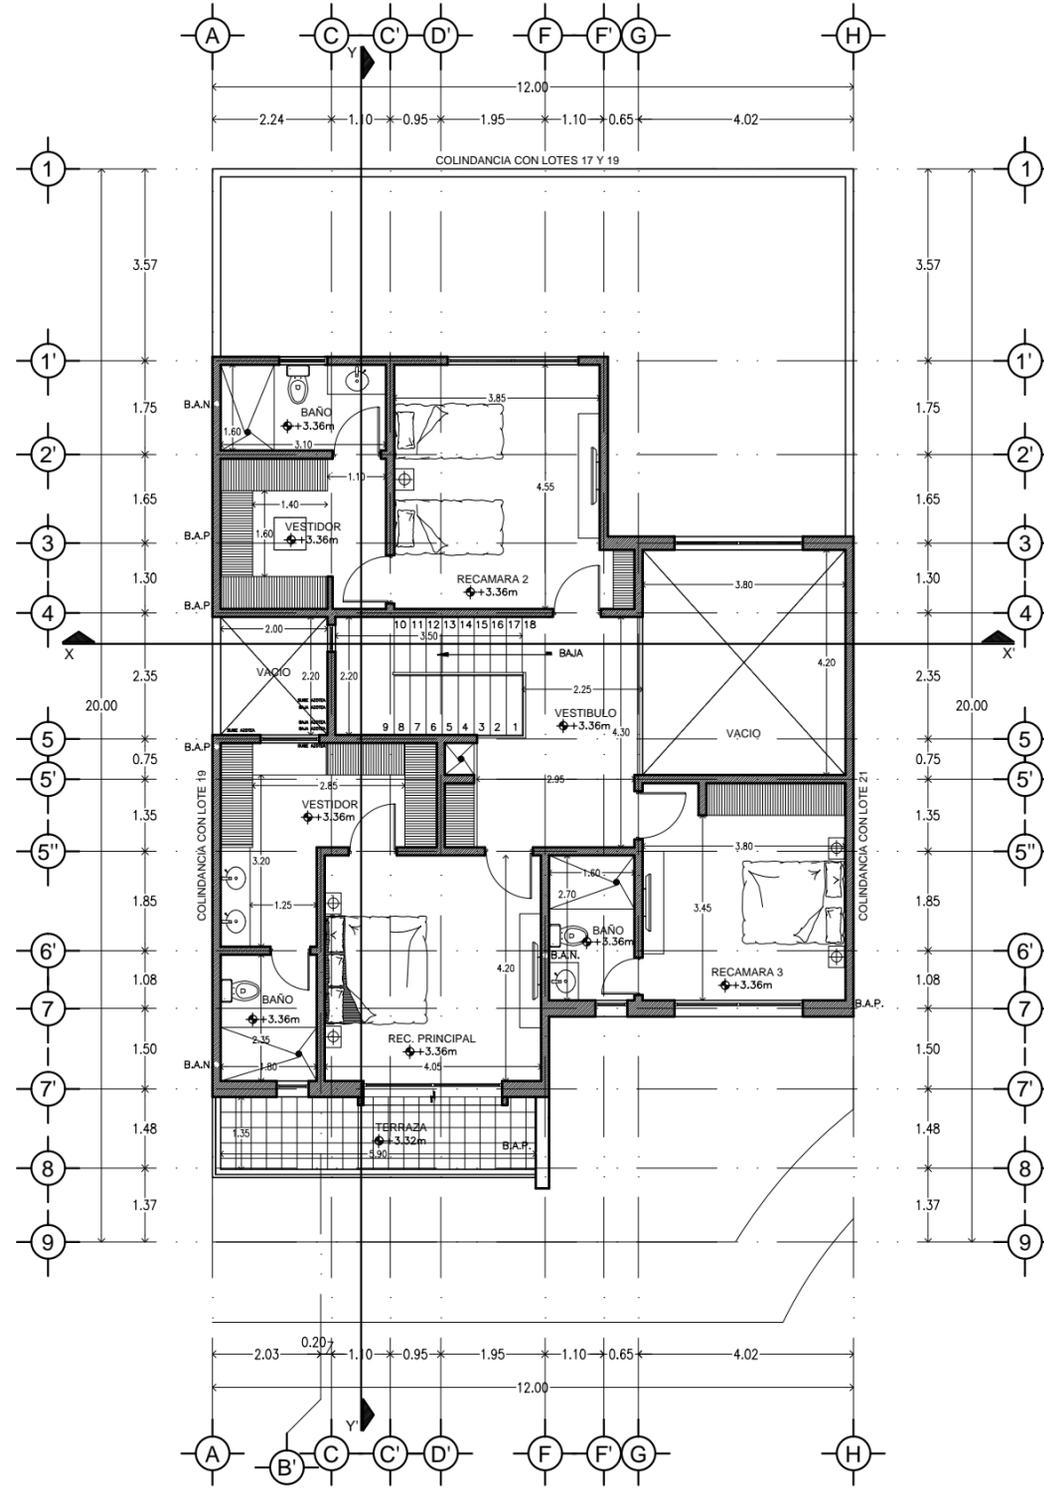 A C C' D' F F' G H
Y
12.00
2.24 1.10 0.95 1.95 1.10 0.65 4.02
COLINDANCIA CON LOTES 17 Y 19
1 1
3.57 3.57
1' 1'
B.A.N
BAÑO
+3.36m
3.85
1.75 1.75
1.60
3.10
2' 2'
1.10
4.55
1.65 1.65
1.40
VESTIDOR
1.60
+3.36m
B.A.P
3 3
1.30 1.30
RECAMARA 2
+3.36m
3.80
B.A.P
4 4
2.00
10 11 12 13 14 15 16 17 18
3.50
X X'
BAJA
4.20
2.35 2.35
VACIO
2.20 2.20
2.25
SUBE AZOTEA
BAJA AZOTEA
20.00 20.00
VESTIBULO
+3.36m
4.30
BAJA AZOTEA
SUBE AZOTEA
SUBE AZOTEA
9 8 7 6 5 4 3 2 1
VACIO
5 5
B.A.P
SUBE AZOTEA
0.75 0.75
5' 5'
2.85
2.95
COLINDANCIA CON LOTE 19
COLINDANCIA CON LOTE 21
VESTIDOR
+3.36m
1.35 1.35
5'' 5''
3.20
3.80
1.60
2.70
1.85 1.85
1.25
3.45
BAÑO
+3.36m
6' 6'
B.A.N.
4.20
RECAMARA 3
+3.36m
1.08 1.08
BAÑO
+3.36m
B.A.P.
7 7
2.35
REC. PRINCIPAL
+3.36m
1.50 1.50
B.A.N
1.80
4.05
7' 7'
TERRAZA
+3.32m
1.35
1.48 1.48
B.A.P.
5.90
8 8
1.37 1.37
9 9
0.20
2.03 1.10 0.95 1.95 1.10 0.65 4.02
12.00
Y'
A B' C C' D' F F' G H